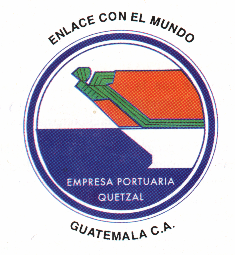 ENLACE CON EL MUNDO
EMPRESA PORTUARIA
QUETZAL
GUATEMALA C.A.